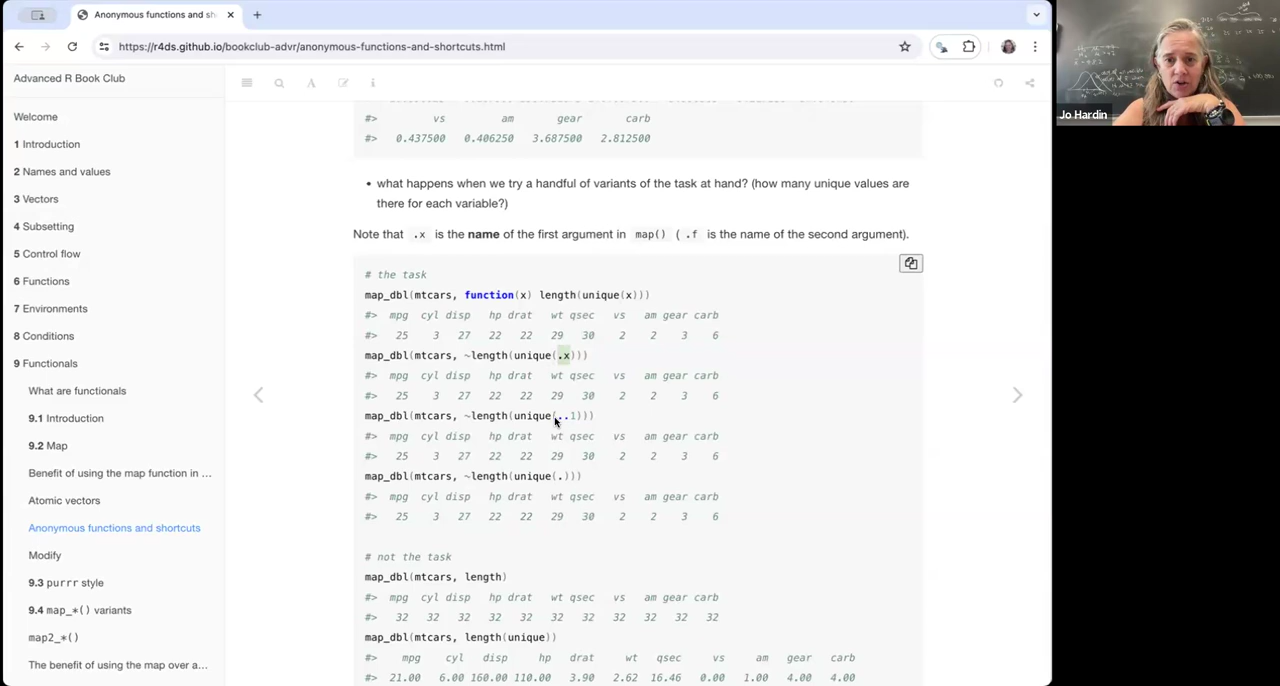 Anonymous functions and sh
https://r4ds.github.io/bookclub-advr/anonymous-functions-and-shortcuts.html
Advanced R Book Club
Welcome
1 Introduction
2 Names and values
3 Vectors
4 Subsetting
5 Control flow
6 Functions
7 Environments
8 Conditions
9 Functionals
What are functionals
9.1 Introduction
9.2 Map
Benefit of using the map function in ...
Atomic vectors
Anonymous functions and shortcuts
Modify
9.3 purrr style
9.4 map_*() variants
map2_*()
The benefit of using the map over a...
#> vs am gear carb
#> 0.437500 0.406250 3.687500 2.812500
• what happens when we try a handful of variants of the task at hand? (how many unique values are
there for each variable?)
Note that .x is the name of the first argument in map() ( .f is the name of the second argument).
# the task
map_dbl(mtcars, function(x) length(unique(x)))
#> mpg cyl disp hp drat wt qsec vs am gear carb
#> 25 3 27 22 22 29 30 2 2 3 6
map_dbl(mtcars, ~length(unique(.x)))
#> mpg cyl disp hp drat wt qsec vs am gear carb
#> 25 3 27 22 22 29 30 2 2 3 6
map_dbl(mtcars, ~length(unique(..1)))
#> mpg cyl disp hp drat wt qsec vs am gear carb
#> 25 3 27 22 22 29 30 2 2 3 6
map_dbl(mtcars, ~length(unique(.)))
#> mpg cyl disp hp drat wt qsec vs am gear carb
#> 25 3 27 22 22 29 30 2 2 3 6
# not the task
map_dbl(mtcars, length)
#> mpg cyl disp hp drat wt qsec vs am gear carb
#> 32 32 32 32 32 32 32 32 32 32 32
map_dbl(mtcars, length(unique))
#> mpg cyl disp hp drat wt qsec vs am gear carb
#> 21.00 6.00 160.00 110.00 3.90 2.62 16.46 0.00 1.00 4.00 4.00
Jo Hardin